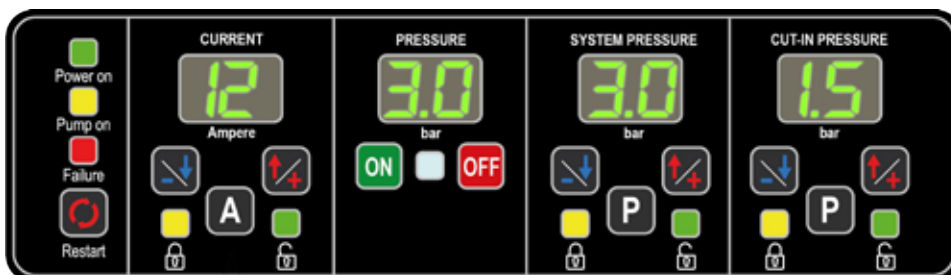 Power on
Pump on
Failure
Restart
CURRENT
12
Ampere
A
PRESSURE
3.0
bar
ON OFF
SYSTEM PRESSURE
3.0
bar
P
CUT-IN PRESSURE
1.5
bar
P